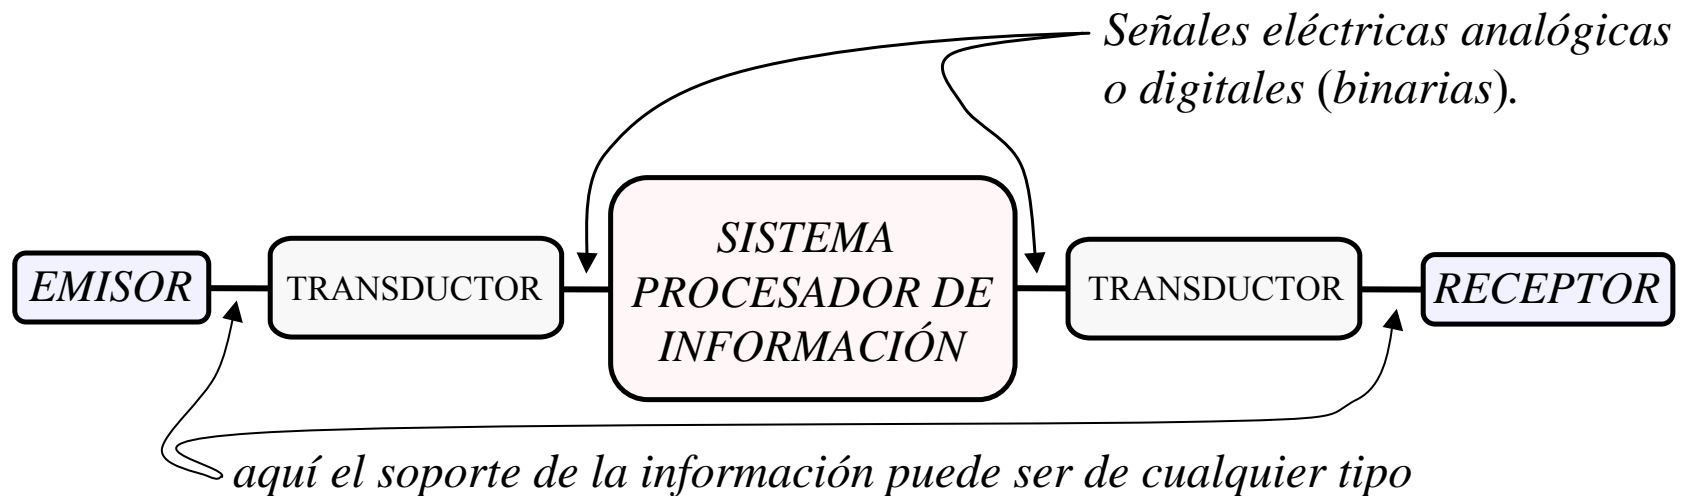 Señales eléctricas analógicas
o digitales (binarias).
EMISOR
TRANSDUCTOR
SISTEMA
PROCESADOR DE
INFORMACIÓN
TRANSDUCTOR
RECEPTOR
aquí el soporte de la información puede ser de cualquier tipo